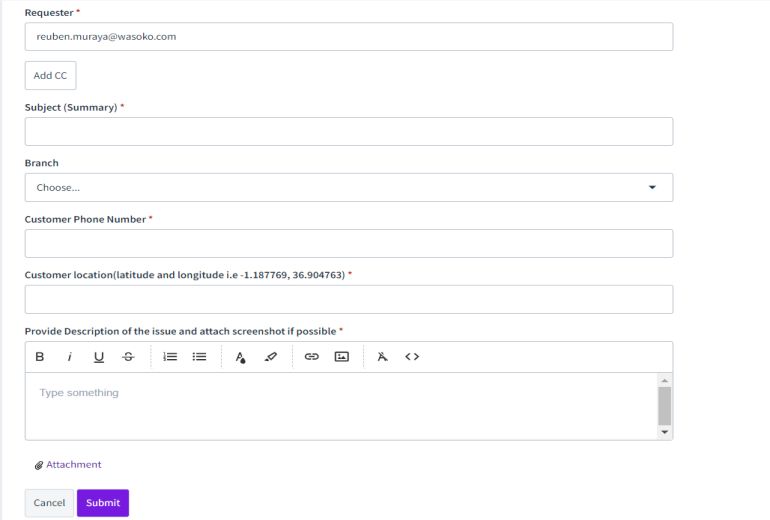 Requester *
reuben.muraya@wasoko.com
Add CC
Subject (Summary) *
Branch
Choose...
Customer Phone Number *
Customer location(latitude and longitude i.e -1.187769, 36.904763) *
Provide Description of the issue and attach screenshot if possible *
B i U S A A <>
Type something
Attachment
Cancel Submit